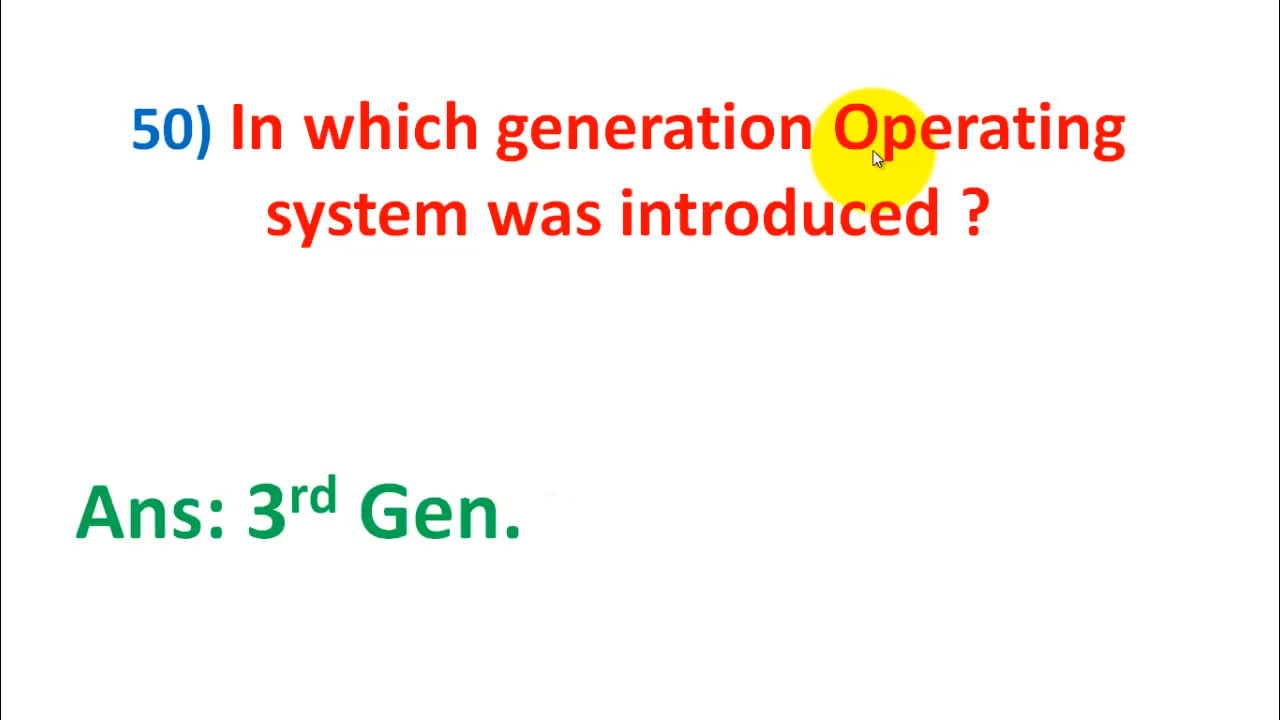 50) In which generation Operating
system was introduced ?
Ans: 3rd Gen.